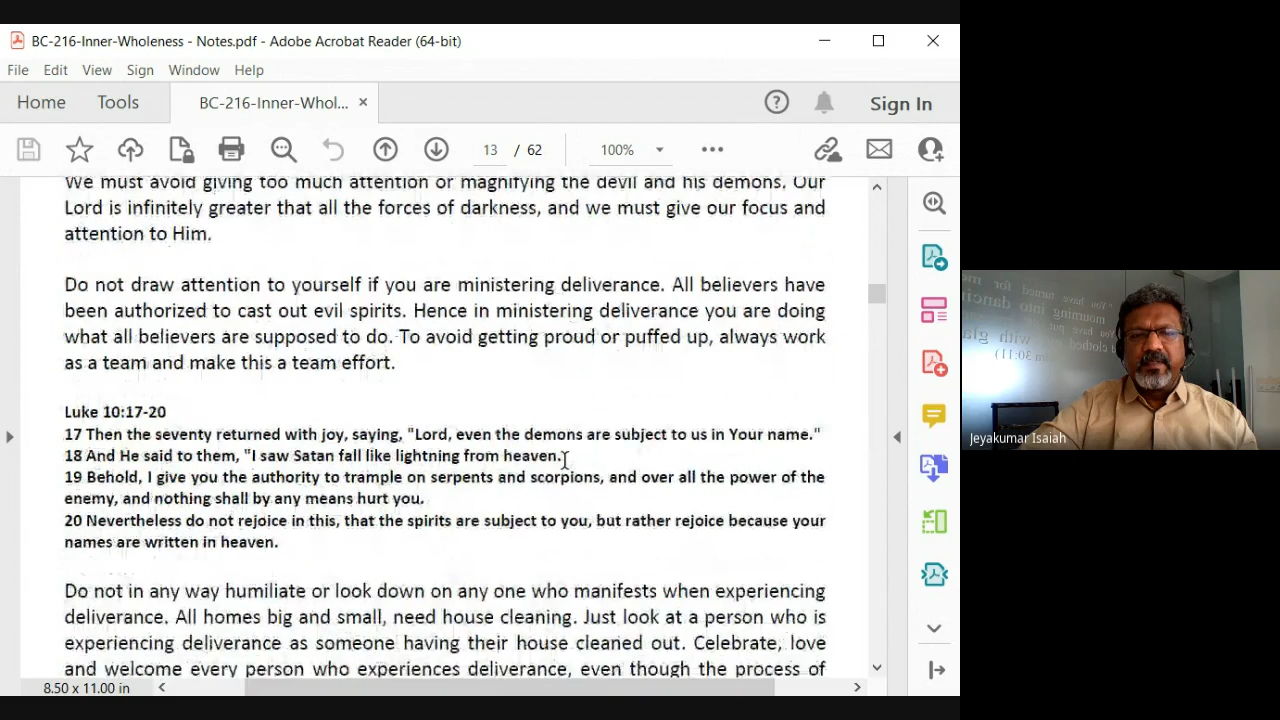 BC-216-Inner-Wholeness - Notes.pdf - Adobe Acrobat Reader (64-bit)
File Edit View Sign Window Help
Home Tools BC-216-Inner-Whol... × Sign In
13 / 62 100%
We must avoid giving too much attention or magnifying the devil and his demons. Our
Lord is infinitely greater that all the forces of darkness, and we must give our focus and
attention to Him.
Do not draw attention to yourself if you are ministering deliverance. All believers have
been authorized to cast out evil spirits. Hence in ministering deliverance you are doing
what all believers are supposed to do. To avoid getting proud or puffed up, always work
as a team and make this a team effort.
Luke 10:17-20
17 Then the seventy returned with joy, saying, "Lord, even the demons are subject to us in Your name."
18 And He said to them, "I saw Satan fall like lightning from heaven.
19 Behold, I give you the authority to trample on serpents and scorpions, and over all the power of the
enemy, and nothing shall by any means hurt you.
20 Nevertheless do not rejoice in this, that the spirits are subject to you, but rather rejoice because your
names are written in heaven.
Do not in any way humiliate or look down on any one who manifests when experiencing
deliverance. All homes big and small, need house cleaning. Just look at a person who is
experiencing deliverance as someone having their house cleaned out. Celebrate, love
and welcome every person who experiences deliverance, even though the process of
8.50 x 11.00 in
Jeyakumar Isaiah